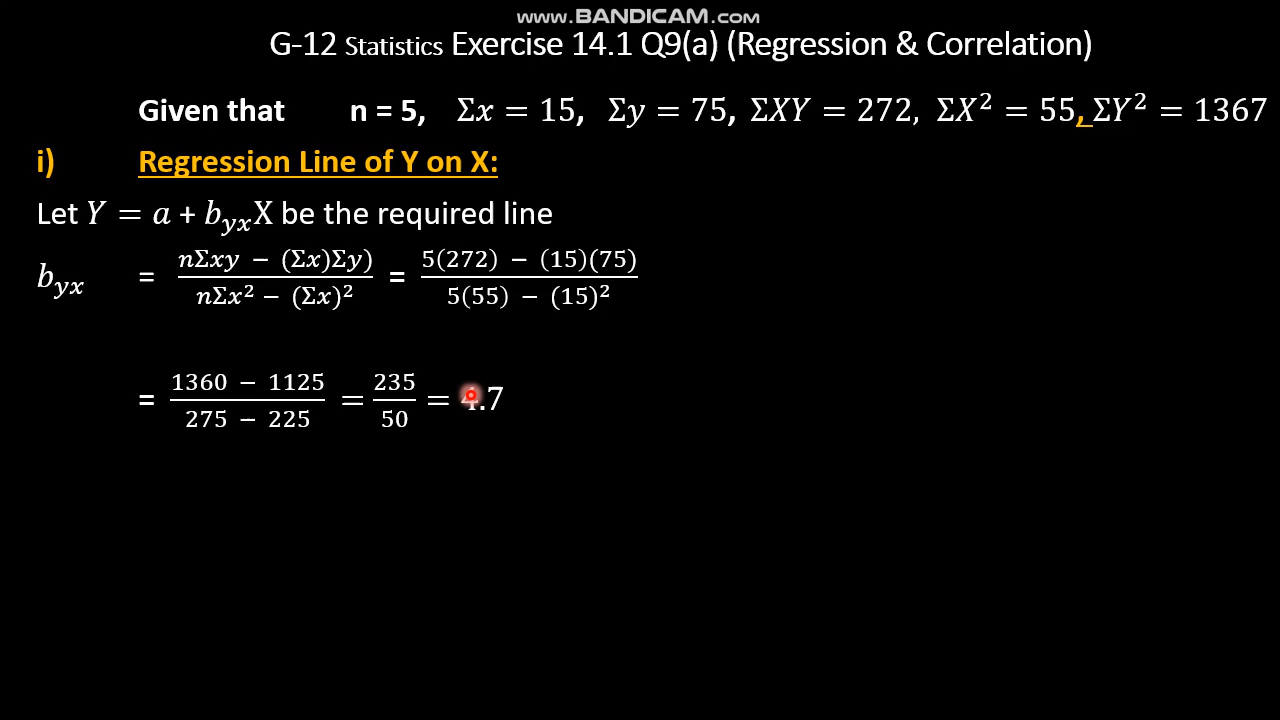 www.BANDICAM.com
G-12 Statistics Exercise 14.1 Q9(a) (Regression & Correlation)
Given that n = 5, Σx = 15, Σy = 75, ΣXY = 272, ΣX² = 55, ΣY² = 1367
i) Regression Line of Y on X:
Let Y = a + b_yx X be the required line
b_yx = (nΣxy − (Σx)Σy)) / (nΣx² − (Σx)²) = (5(272) − (15)(75)) / (5(55) − (15)²)
= (1360 − 1125) / (275 − 225) = 235/50 = 4.7